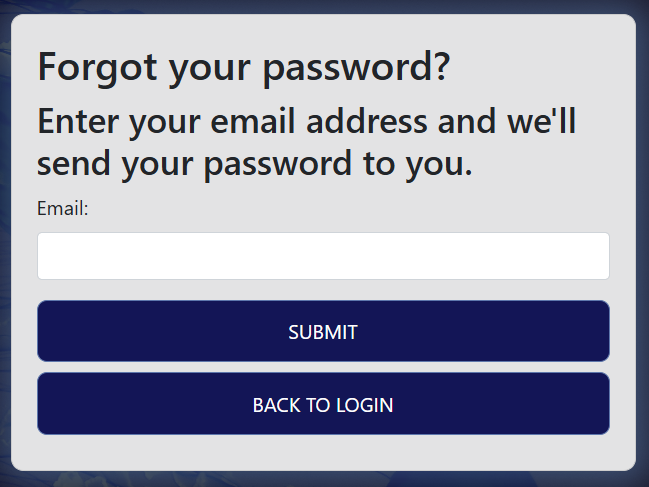 Forgot your password?
Enter your email address and we'll
send your password to you.
Email:
SUBMIT
BACK TO LOGIN